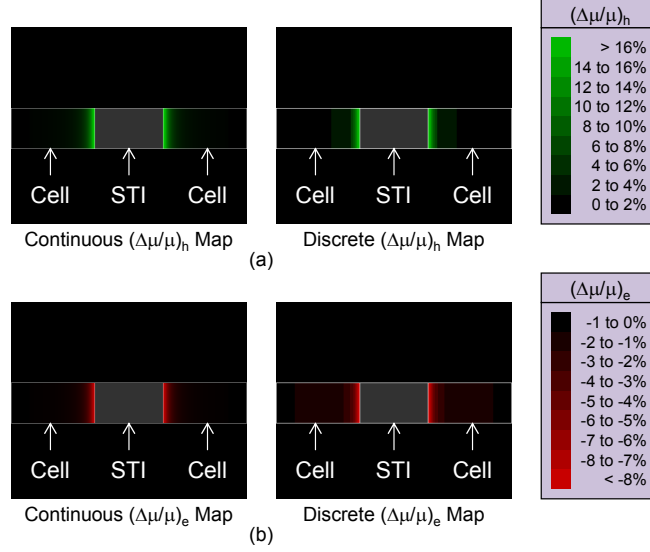 (Δμ/μ)h
> 16%
14 to 16%
12 to 14%
10 to 12%
8 to 10%
6 to 8%
4 to 6%
2 to 4%
0 to 2%
Cell STI Cell
Cell STI Cell
Continuous (Δμ/μ)h Map
Discrete (Δμ/μ)h Map
(a)
(Δμ/μ)e
-1 to 0%
-2 to -1%
-3 to -2%
-4 to -3%
-5 to -4%
-6 to -5%
-7 to -6%
-8 to -7%
< -8%
Cell STI Cell
Cell STI Cell
Continuous (Δμ/μ)e Map
Discrete (Δμ/μ)e Map
(b)